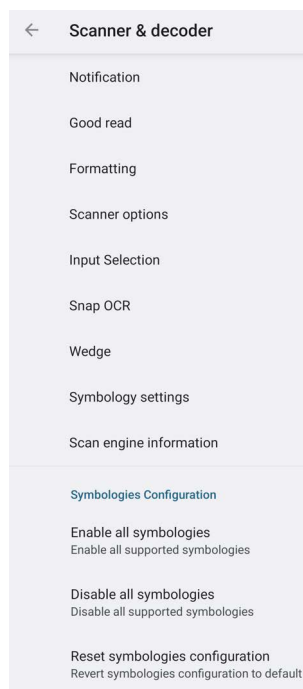 Scanner & decoder
Notification
Good read
Formatting
Scanner options
Input Selection
Snap OCR
Wedge
Symbology settings
Scan engine information
Symbologies Configuration
Enable all symbologies
Enable all supported symbologies
Disable all symbologies
Disable all supported symbologies
Reset symbologies configuration
Revert symbologies configuration to default